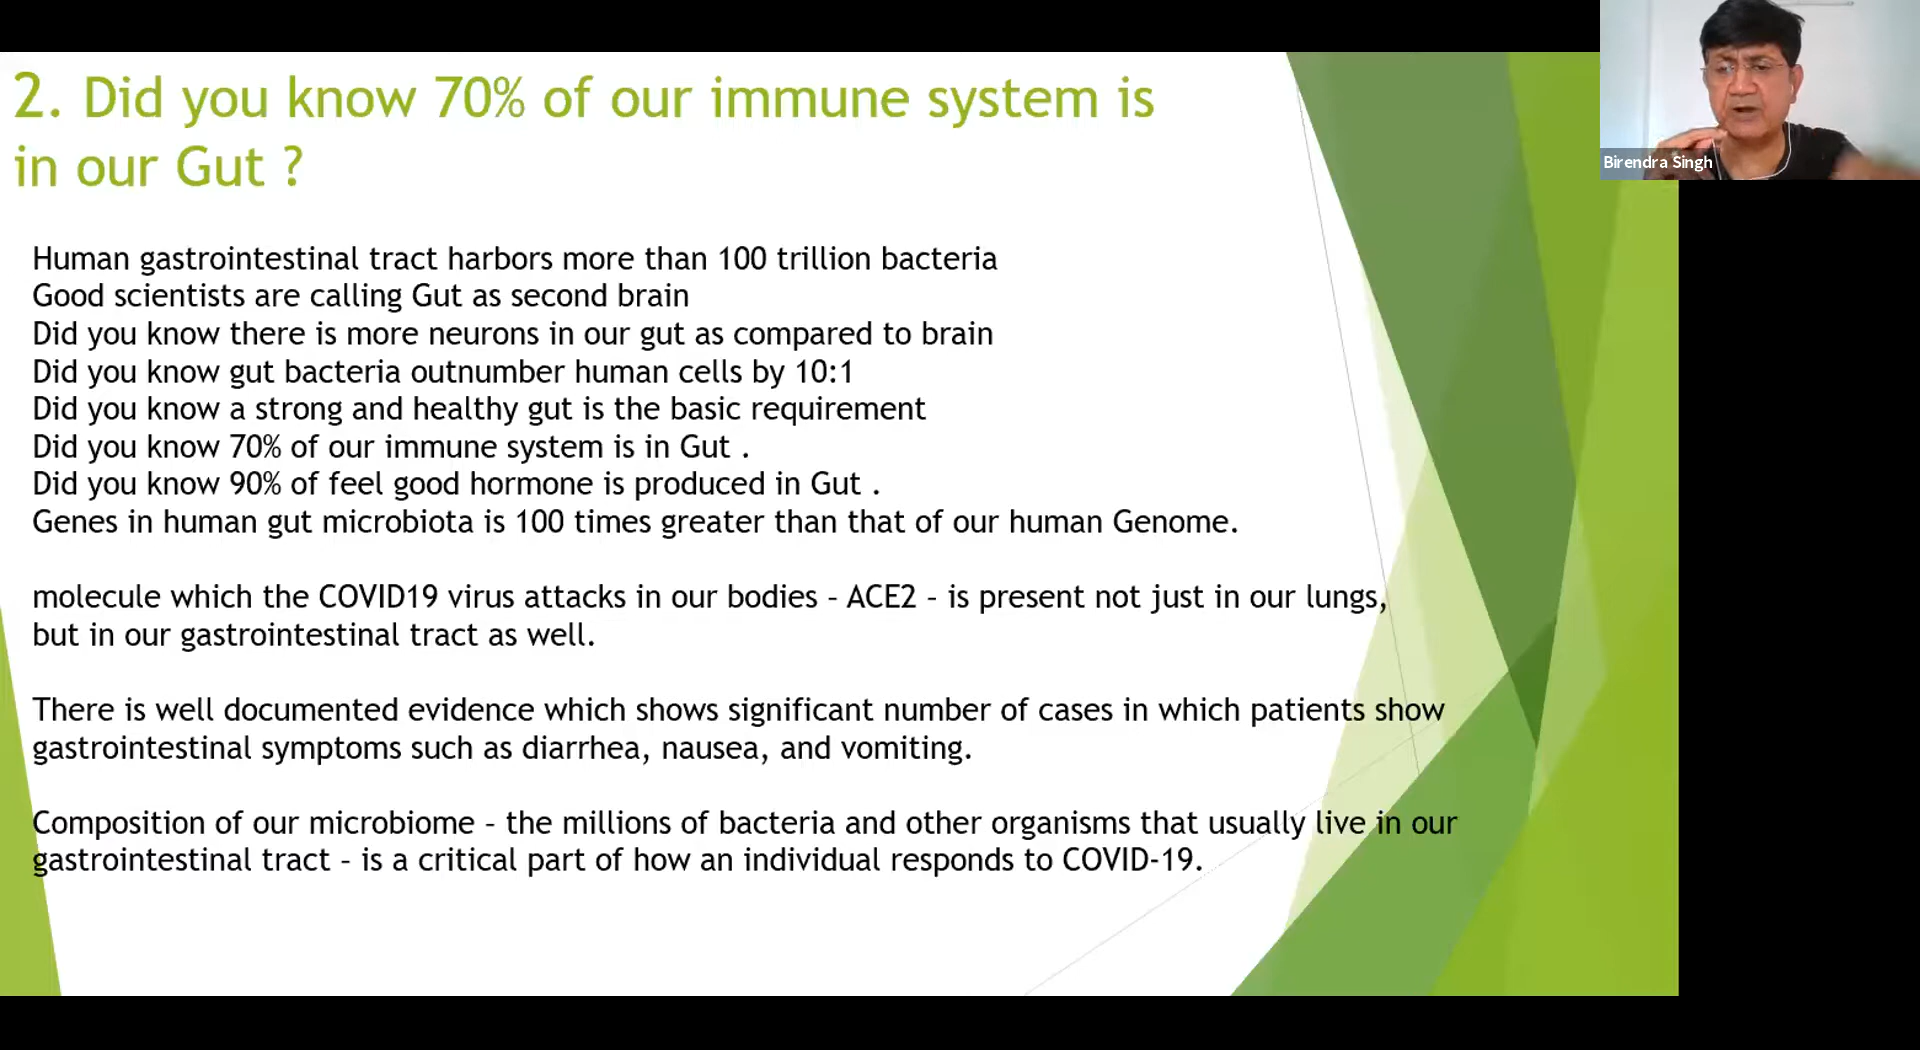 2. Did you know 70% of our immune system is
in our Gut ?
Birendra Singh
Human gastrointestinal tract harbors more than 100 trillion bacteria
Good scientists are calling Gut as second brain
Did you know there is more neurons in our gut as compared to brain
Did you know gut bacteria outnumber human cells by 10:1
Did you know a strong and healthy gut is the basic requirement
Did you know 70% of our immune system is in Gut .
Did you know 90% of feel good hormone is produced in Gut .
Genes in human gut microbiota is 100 times greater than that of our human Genome.
molecule which the COVID19 virus attacks in our bodies – ACE2 – is present not just in our lungs,
but in our gastrointestinal tract as well.
There is well documented evidence which shows significant number of cases in which patients show
gastrointestinal symptoms such as diarrhea, nausea, and vomiting.
Composition of our microbiome – the millions of bacteria and other organisms that usually live in our
gastrointestinal tract – is a critical part of how an individual responds to COVID-19.